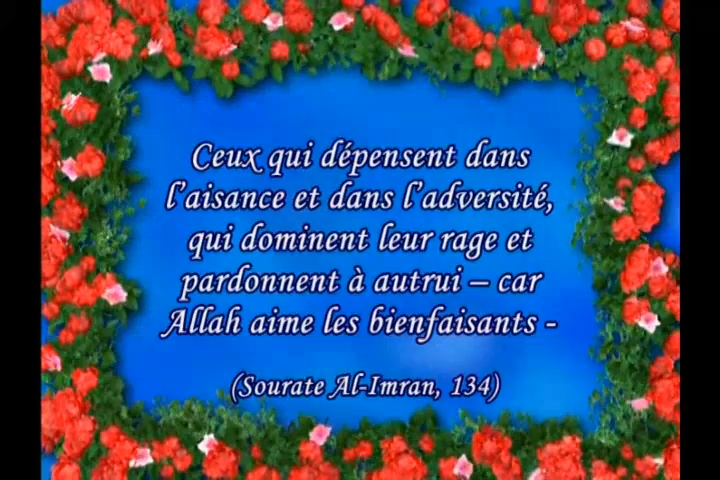 Ceux qui dépensent dans
l'aisance et dans l'adversité,
qui dominent leur rage et
pardonnent à autrui – car
Allah aime les bienfaisants -
(Sourate Al-Imran, 134)